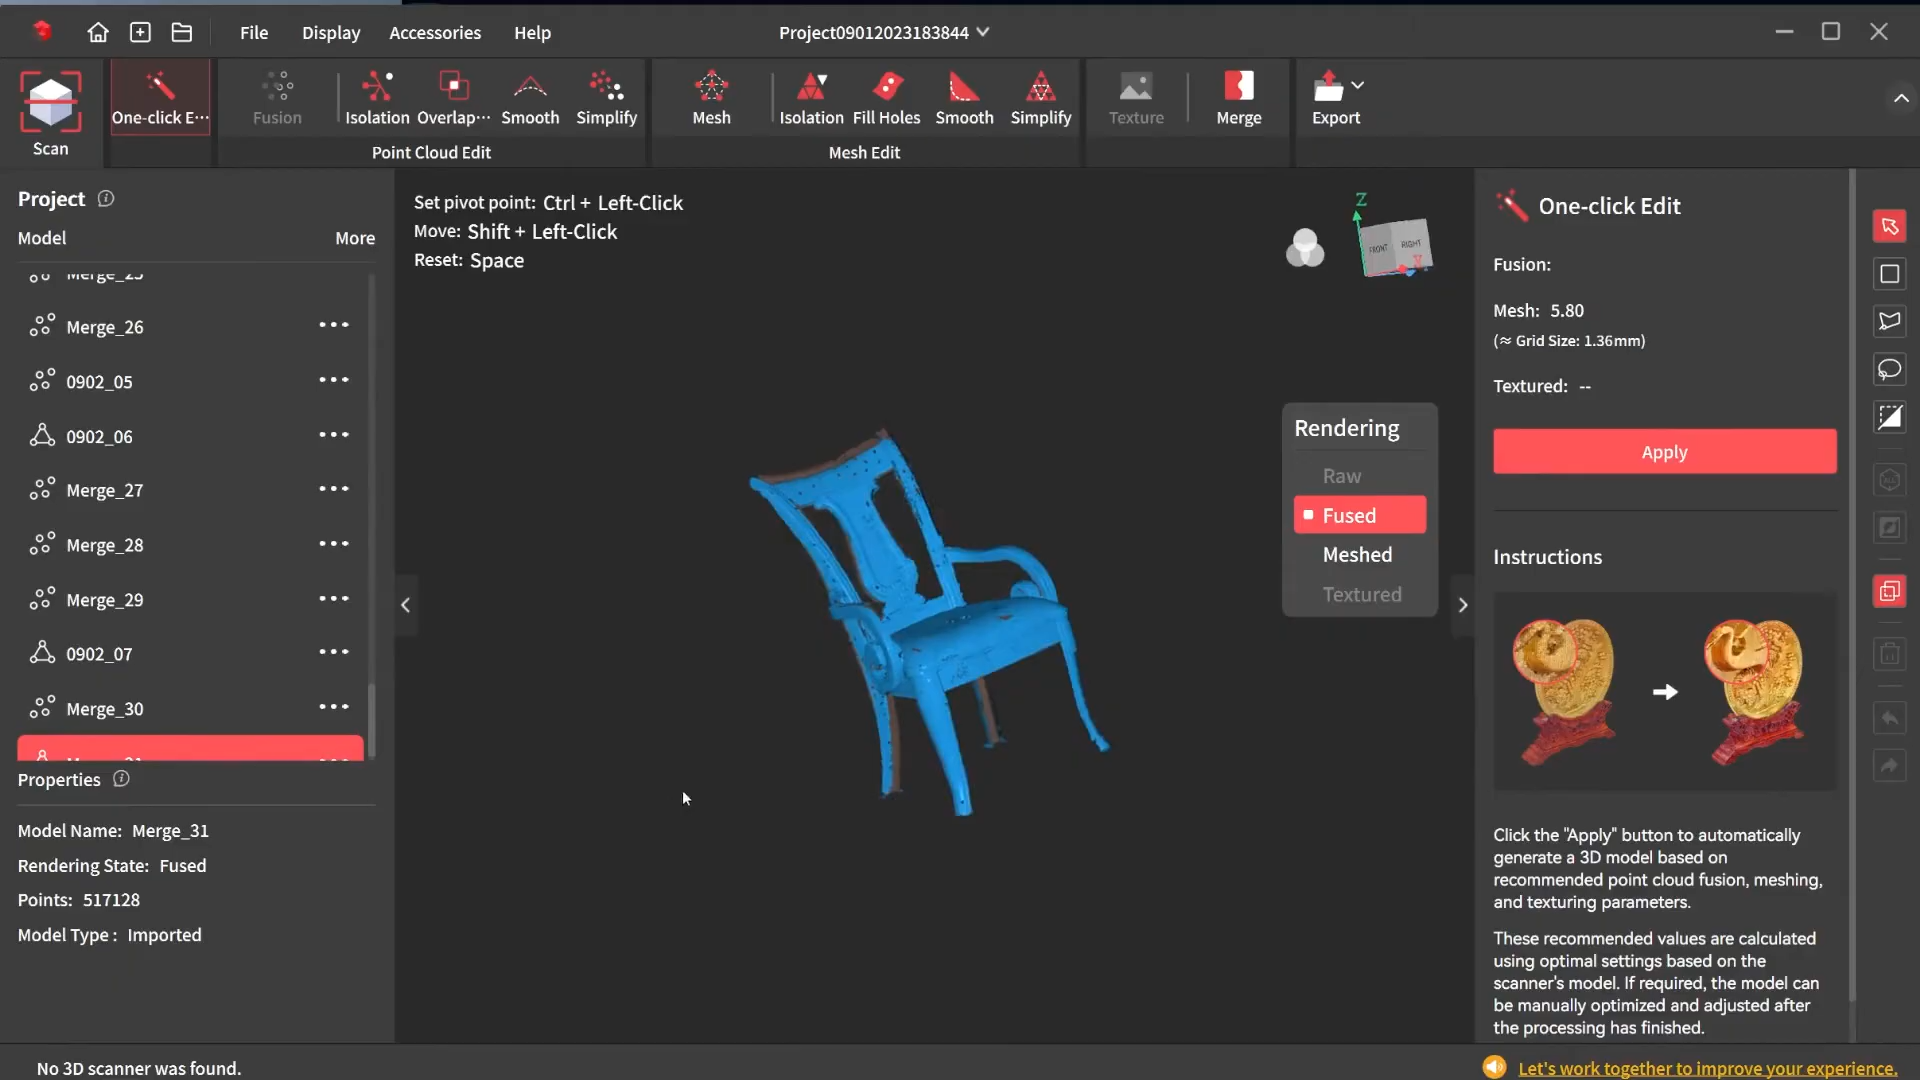 File
Display
Accessories
Help
Project09012023183844
Scan
One-click E···
Fusion
Isolation
Overlap···
Smooth
Simplify
Point Cloud Edit
Mesh
Isolation
Fill Holes
Smooth
Simplify
Mesh Edit
Texture
Merge
Export
Project
Model
More
Merge_25
Merge_26
0902_05
0902_06
Merge_27
Merge_28
Merge_29
0902_07
Merge_30
Merge_31
Properties
Model Name: Merge_31
Rendering State: Fused
Points: 517128
Model Type : Imported
Set pivot point: Ctrl + Left-Click
Move: Shift + Left-Click
Reset: Space
Z
FRONT
RIGHT
X
Rendering
Raw
Fused
Meshed
Textured
One-click Edit
Fusion:
Mesh: 5.80
(≈ Grid Size: 1.36mm)
Textured: --
Apply
Instructions
Click the "Apply" button to automatically
generate a 3D model based on
recommended point cloud fusion, meshing,
and texturing parameters.
These recommended values are calculated
using optimal settings based on the
scanner's model. If required, the model can
be manually optimized and adjusted after
the processing has finished.
No 3D scanner was found.
Let's work together to improve your experience.